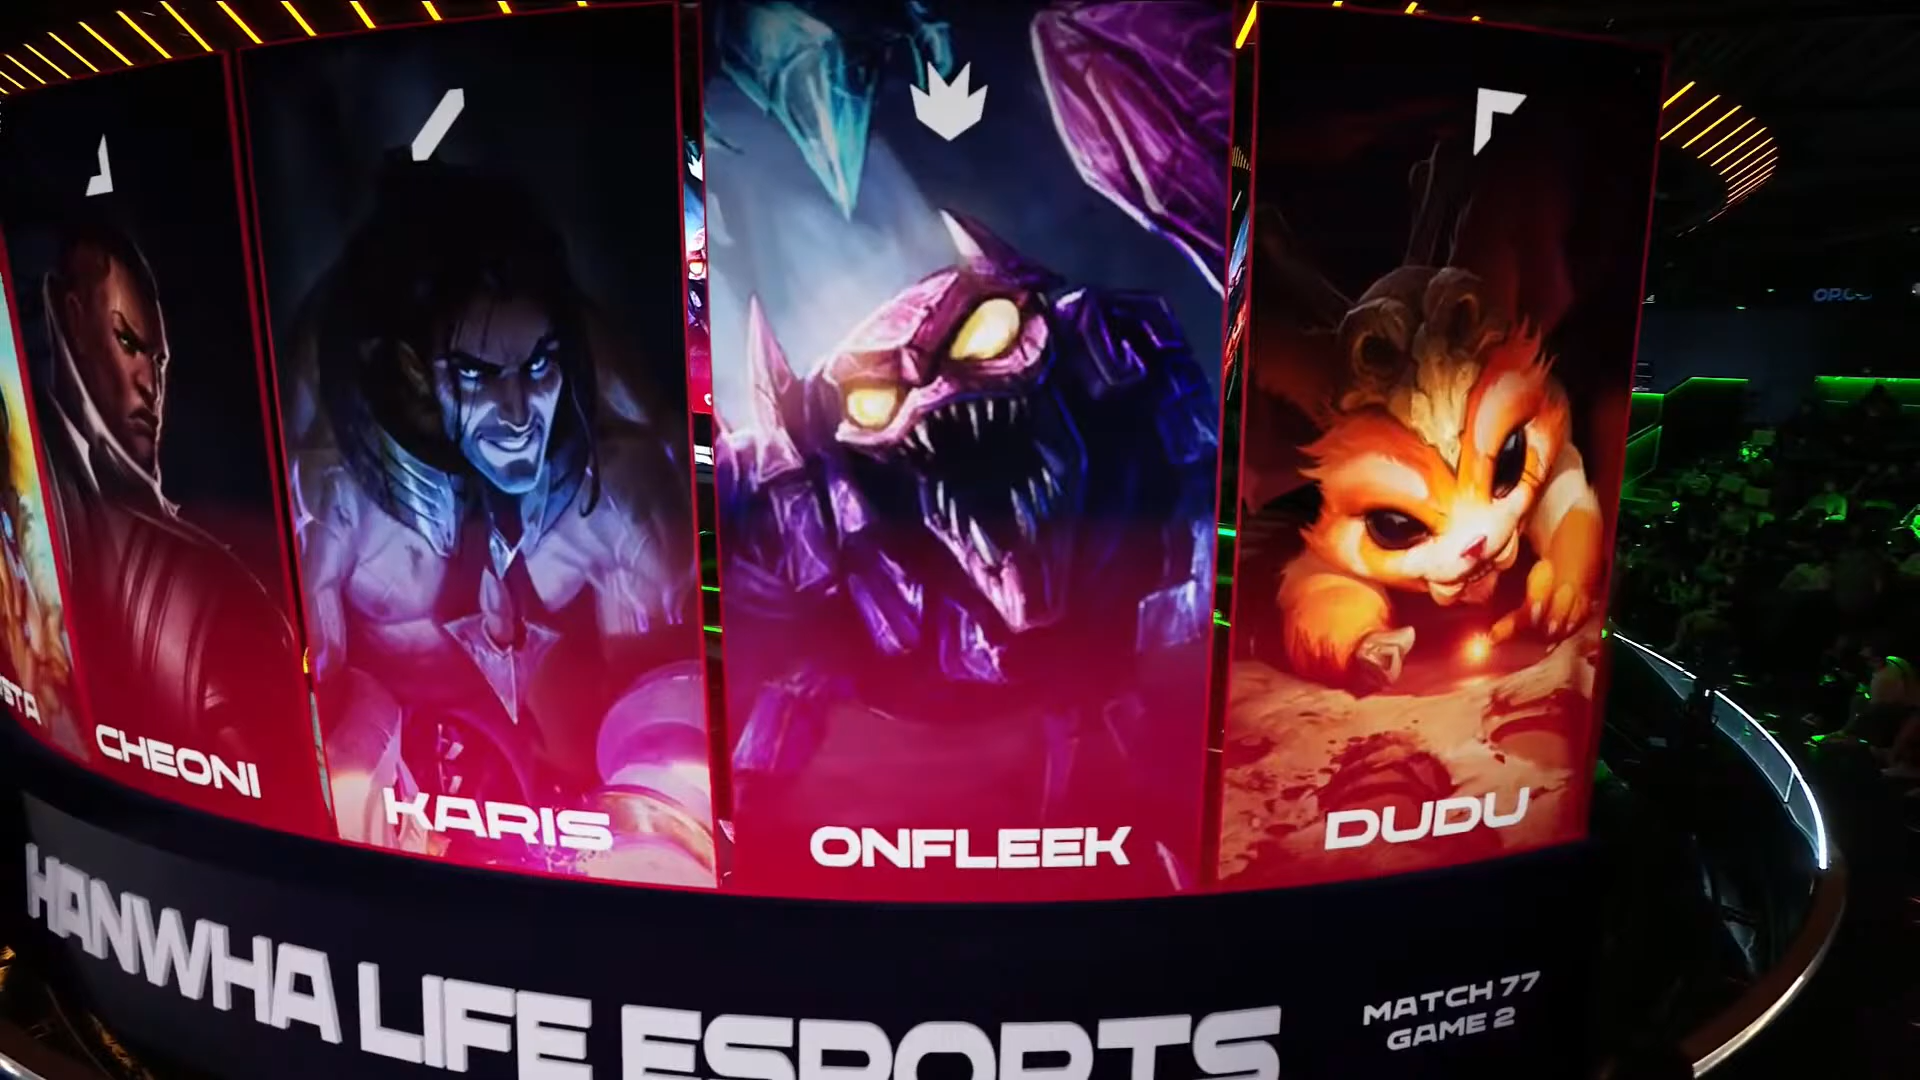 CHEONI
KARIS
ONFLEEK
DUDU
HANWHA LIFE ESPORTS
MATCH 77
GAME 2